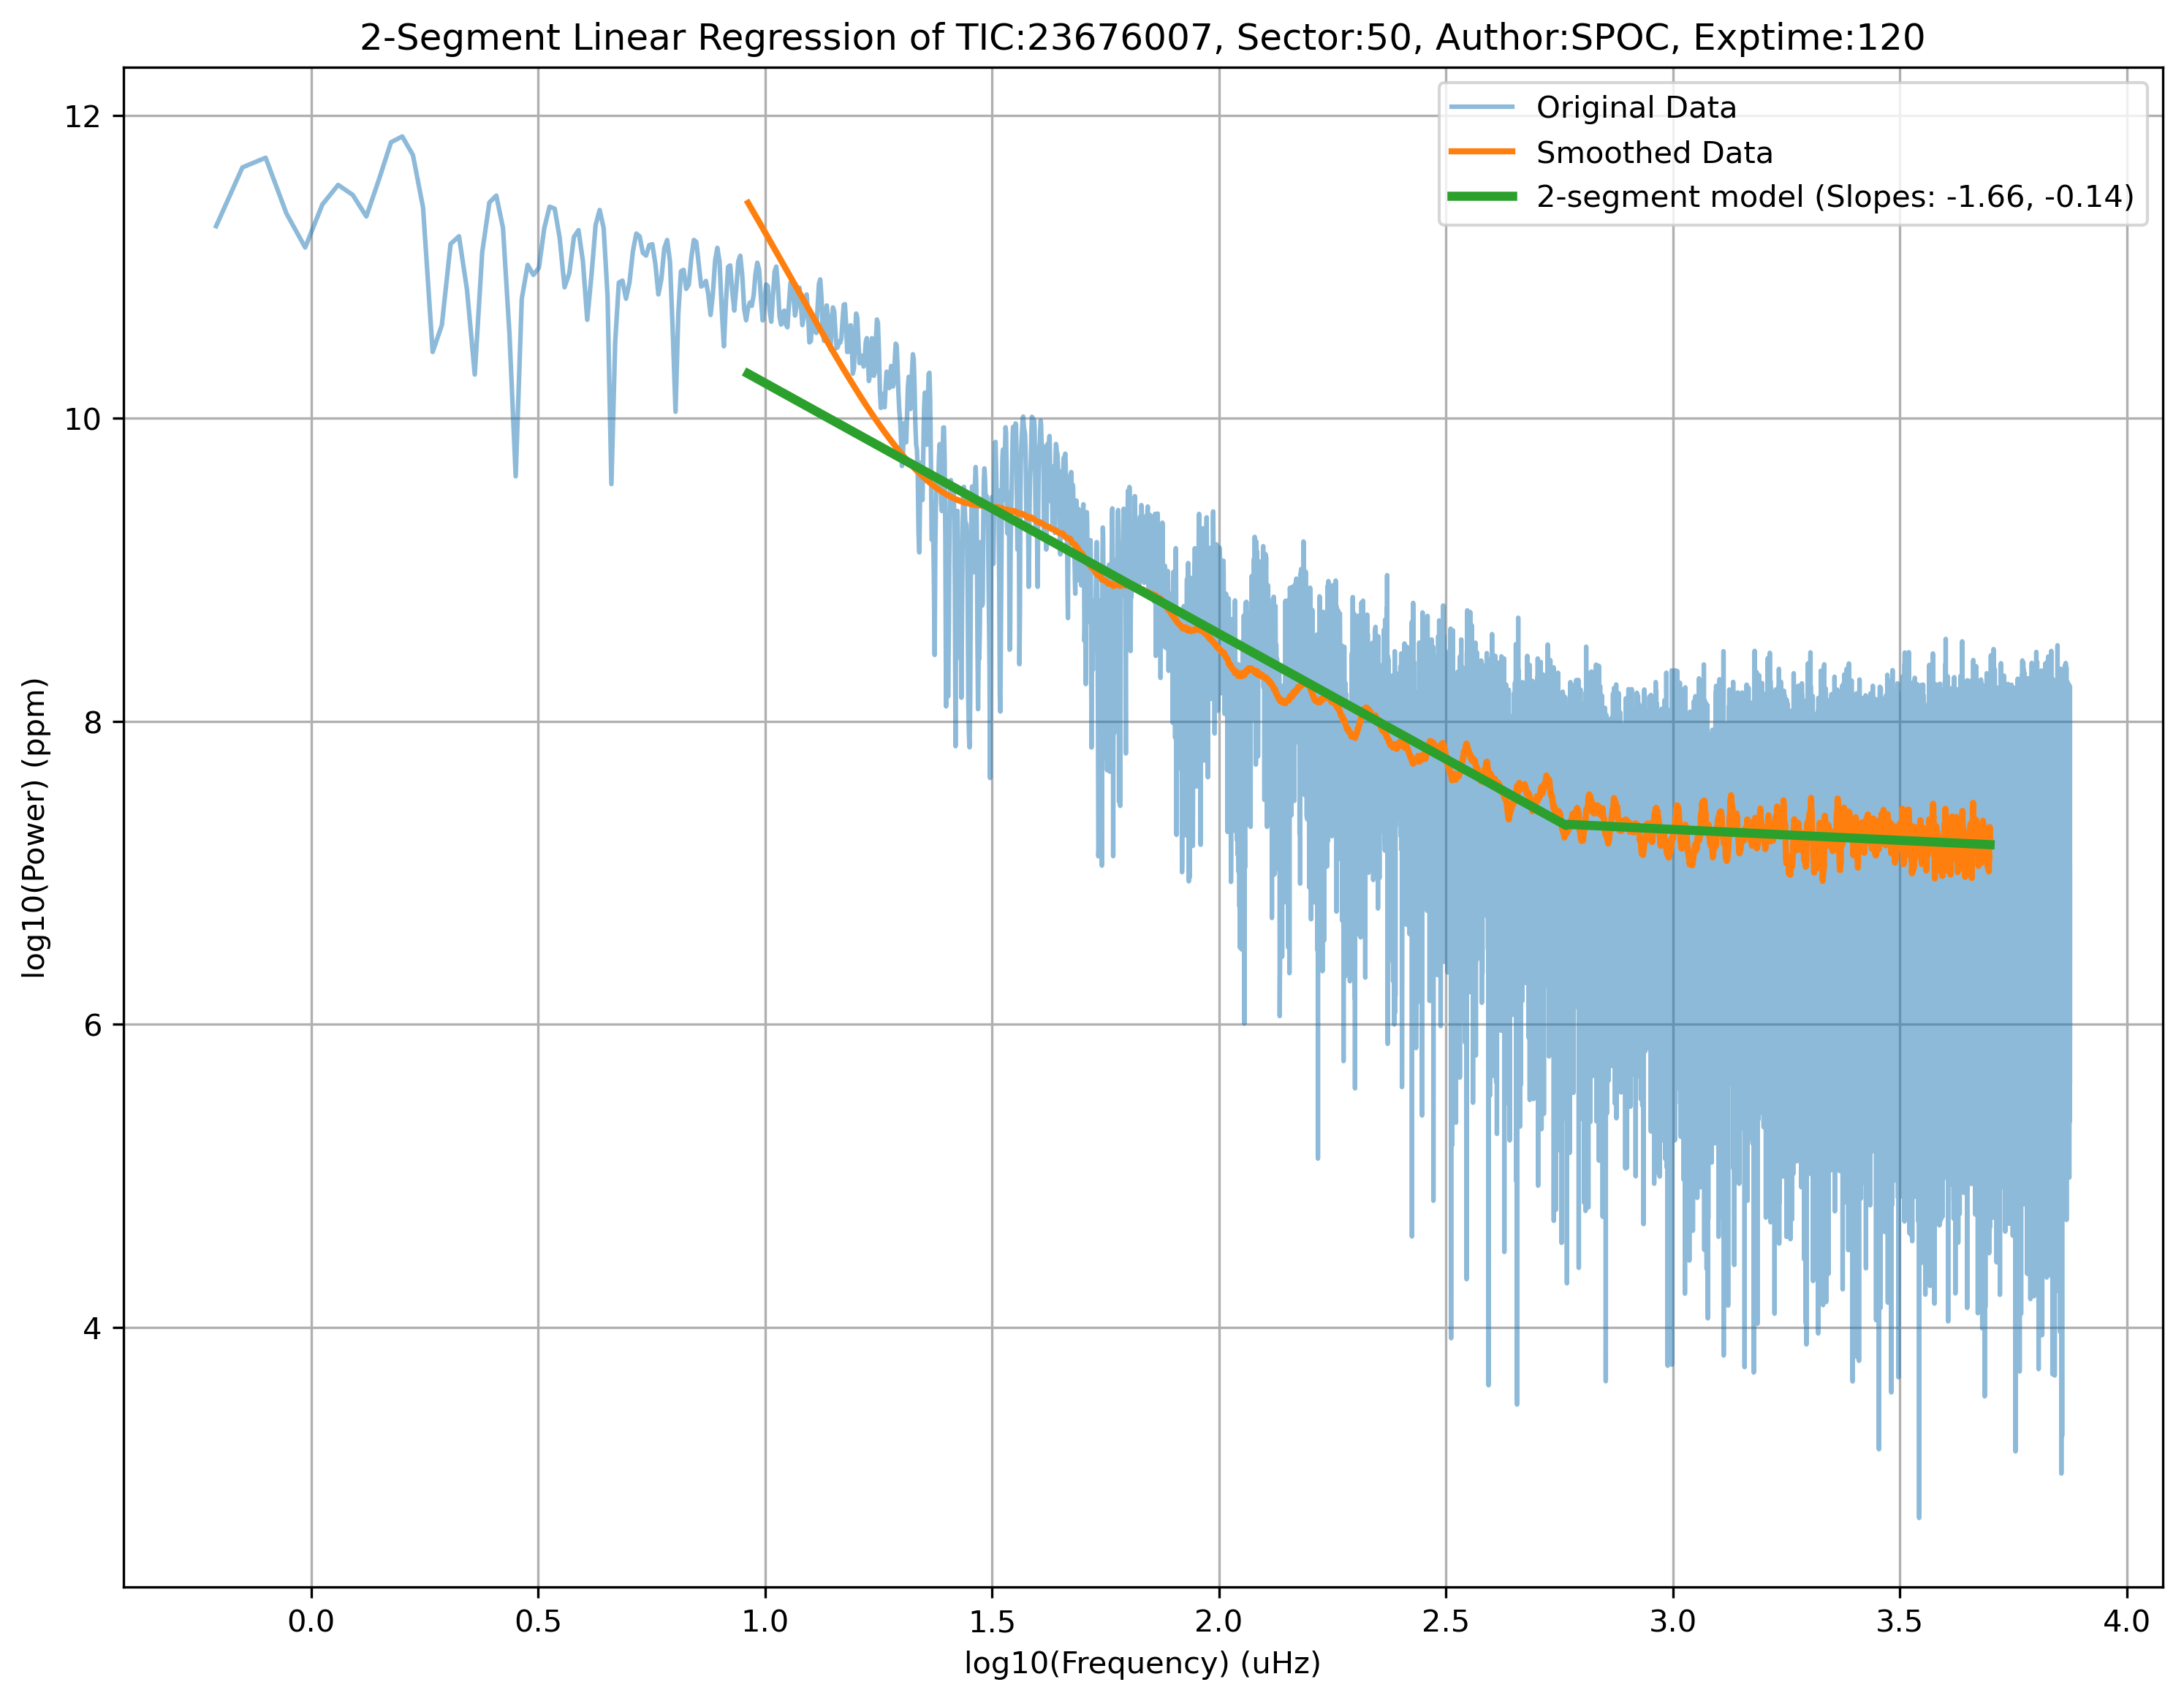 2-Segment Linear Regression of TIC:23676007, Sector:50, Author:SPOC, Exptime:120
Original Data
Smoothed Data
2-segment model (Slopes: -1.66, -0.14)
log10(Power) (ppm)
12
10
8
6
4
0.0 0.5 1.0 1.5 2.0 2.5 3.0 3.5 4.0
log10(Frequency) (uHz)